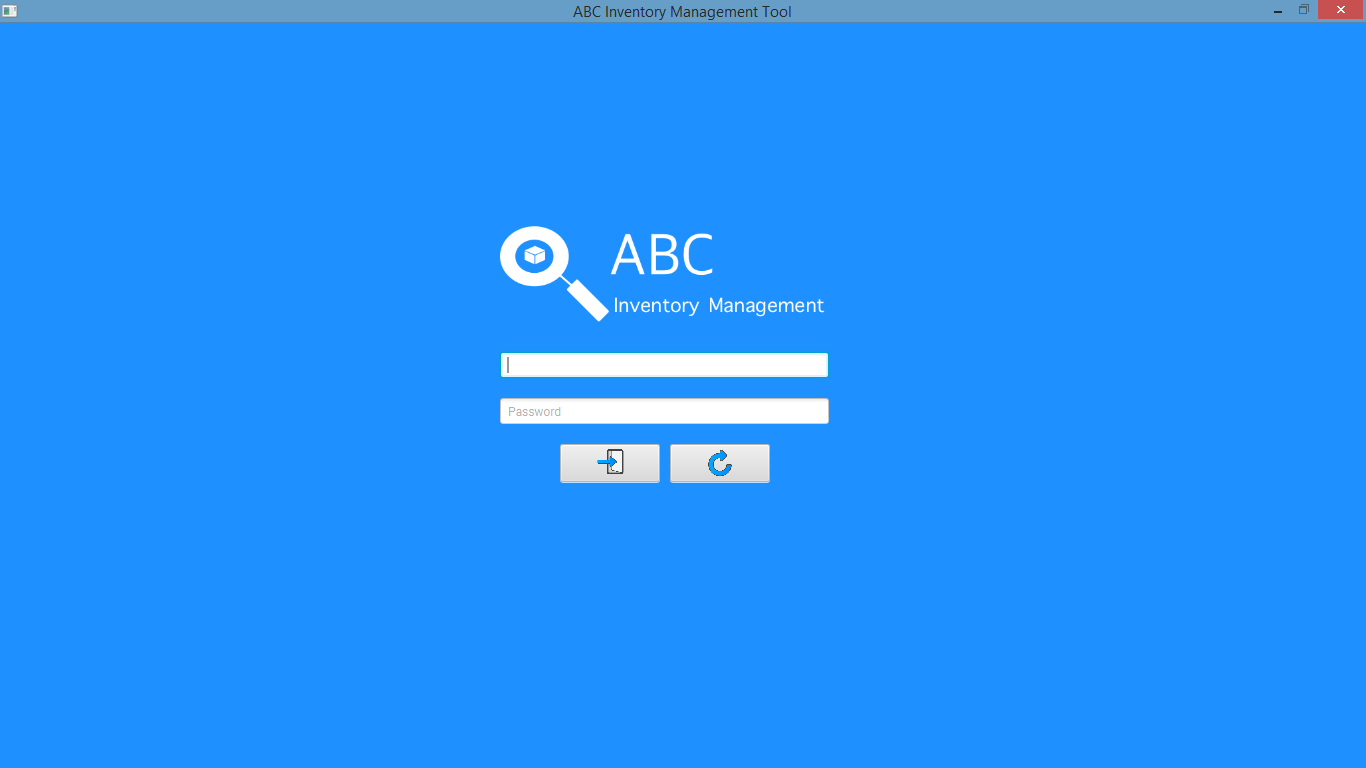 ABC Inventory Management Tool
ABC
Inventory Management
Password